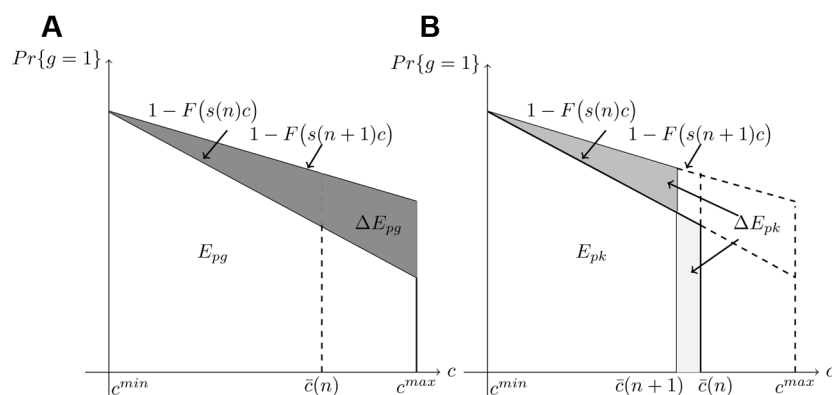 A
Pr{g = 1}
1 − F(s(n)c)
1 − F(s(n + 1)c)
ΔE_pg
E_pg
c
c^min
c̄(n)
c^max
B
Pr{g = 1}
1 − F(s(n)c)
1 − F(s(n + 1)c)
ΔE_pk
E_pk
c
c^min
c̄(n + 1)
c̄(n)
c^max